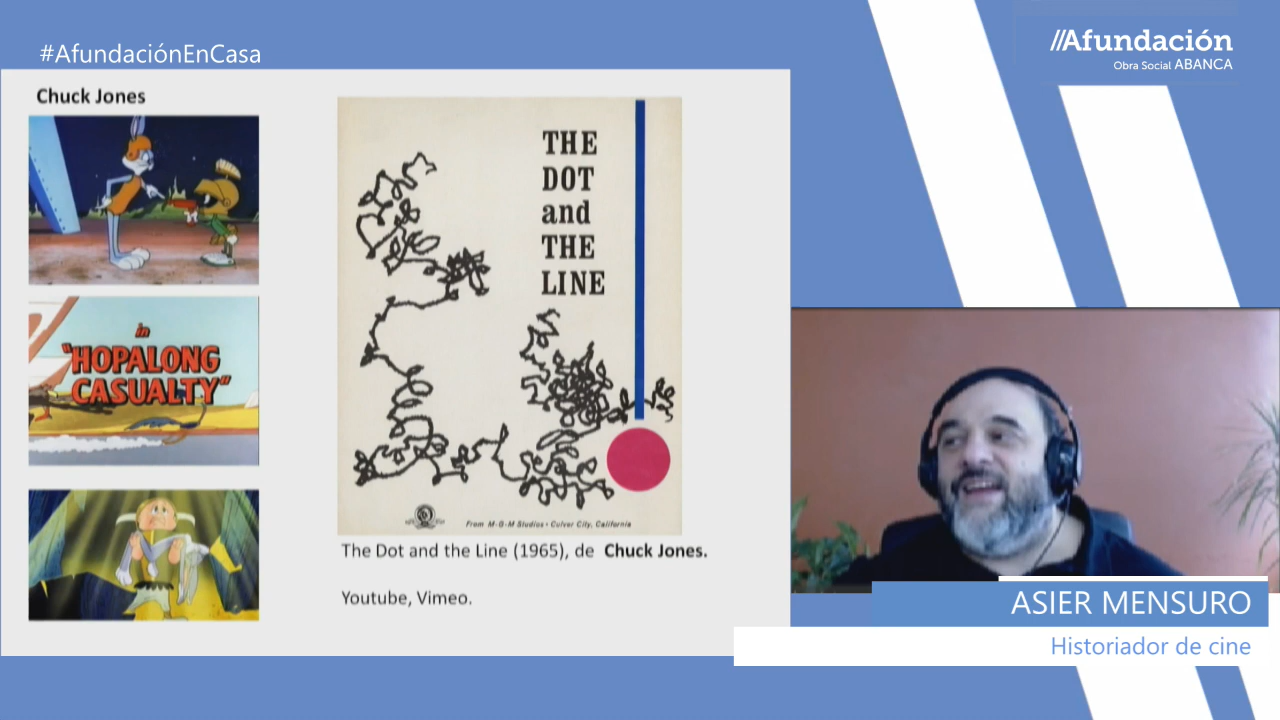 #AfundaciónEnCasa
//Afundación
Obra Social ABANCA
Chuck Jones
THE
DOT
and
THE
LINE
in
"HOPALONG
CASUALTY"
From M-G-M Studios • Culver City, California
The Dot and the Line (1965), de Chuck Jones.
Youtube, Vimeo.
ASIER MENSURO
Historiador de cine